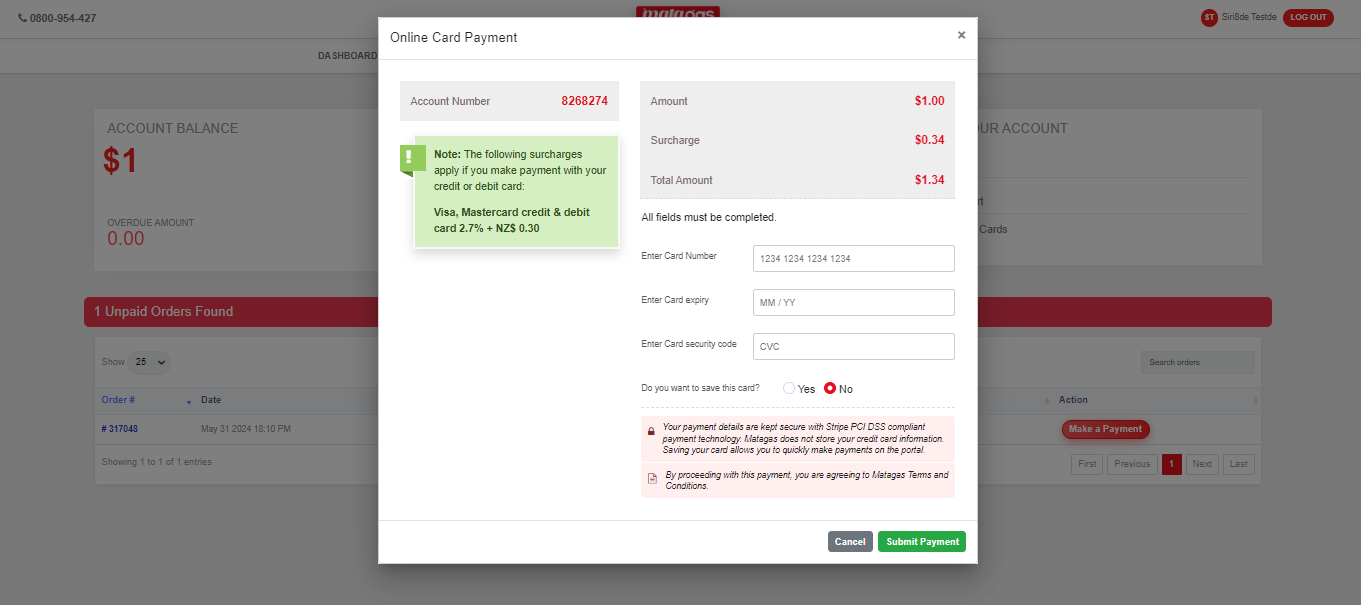 0800-954-427
matagas
ST Siri8de Testde LOG OUT
DASHBOARD
ACCOUNT BALANCE
$1
OVERDUE AMOUNT
0.00
UR ACCOUNT
Cards
1 Unpaid Orders Found
Show 25
Search orders
Order # Date Action
# 317048 May 31 2024 18:10 PM Make a Payment
Showing 1 to 1 of 1 entries
First Previous 1 Next Last
Online Card Payment ×
Account Number 8268274
! Note: The following surcharges
apply if you make payment with your
credit or debit card:
Visa, Mastercard credit & debit
card 2.7% + NZ$ 0.30
Amount $1.00
Surcharge $0.34
Total Amount $1.34
All fields must be completed.
Enter Card Number 1234 1234 1234 1234
Enter Card expiry MM / YY
Enter Card security code CVC
Do you want to save this card? Yes No
Your payment details are kept secure with Stripe PCI DSS compliant
payment technology. Matagas does not store your credit card information.
Saving your card allows you to quickly make payments on the portal.
By proceeding with this payment, you are agreeing to Matagas Terms and
Conditions.
Cancel Submit Payment